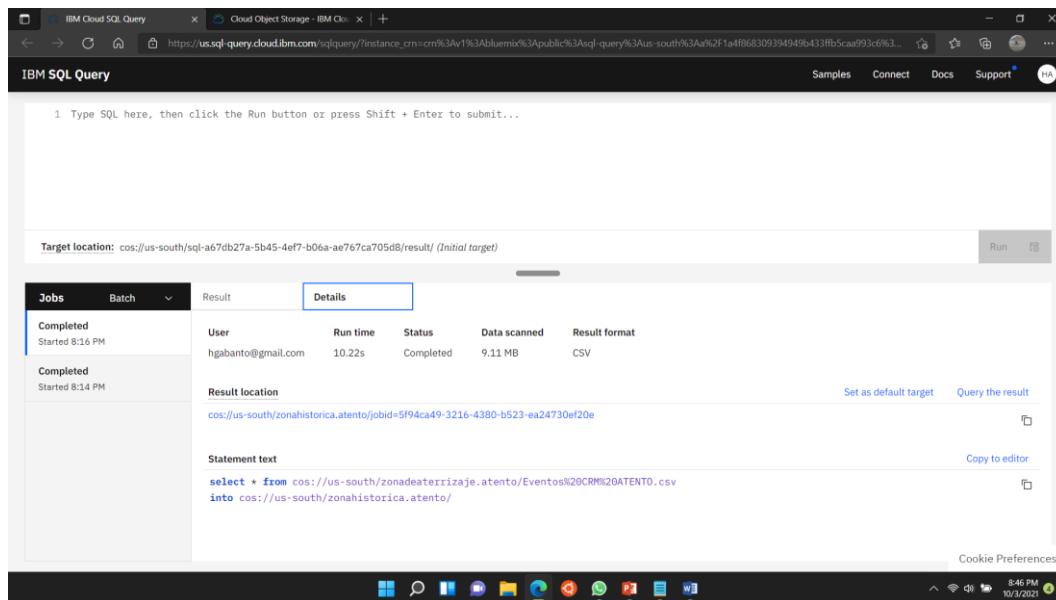 IBM Cloud SQL Query
Cloud Object Storage - IBM Clou
https://us.sql-query.cloud.ibm.com/sqlquery/?instance_crn=crn%3Av1%3Abluemix%3Apublic%3Asql-query%3Aus-south%3Aa%2F1a4f868309394949b433ffb5caa993c6%3...
IBM SQL Query
Samples Connect Docs Support HA
1 Type SQL here, then click the Run button or press Shift + Enter to submit...
Target location: cos://us-south/sql-a67db27a-5b45-4ef7-b06a-ae767ca705d8/result/ (Initial target)
Run
Jobs Batch
Result Details
Completed
Started 8:16 PM
Completed
Started 8:14 PM
User Run time Status Data scanned Result format
hgabanto@gmail.com 10.22s Completed 9.11 MB CSV
Result location Set as default target Query the result
cos://us-south/zonahistorica.atento/jobid=5f94ca49-3216-4380-b523-ea24730ef20e
Statement text Copy to editor
select * from cos://us-south/zonadeaterrizaje.atento/Eventos%20CRM%20ATENTO.csv
into cos://us-south/zonahistorica.atento/
Cookie Preferences
8:46 PM
10/3/2021
4